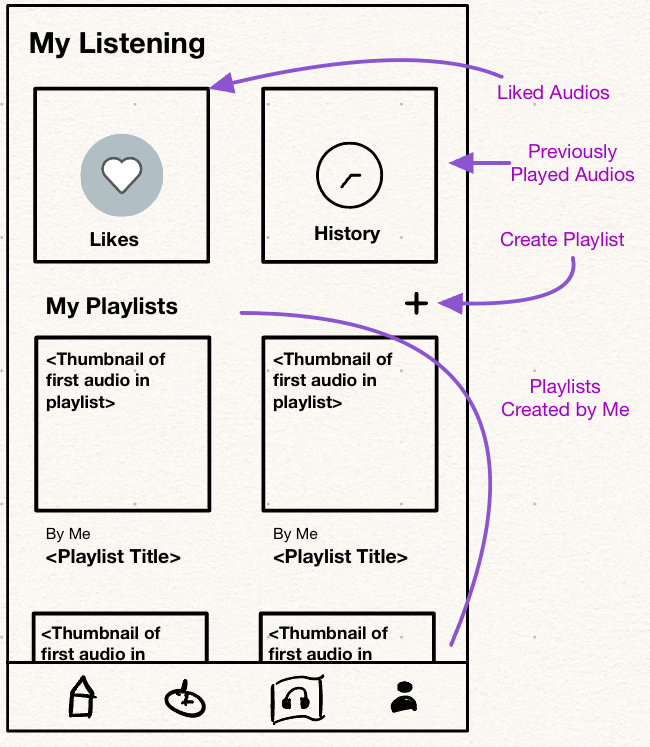 My Listening
Liked Audios
Previously
Played Audios
Likes
History
Create Playlist
My Playlists
<Thumbnail of
first audio in
playlist>
<Thumbnail of
first audio in
playlist>
Playlists
Created by Me
By Me
<Playlist Title>
By Me
<Playlist Title>
<Thumbnail of
first audio in
<Thumbnail of
first audio in